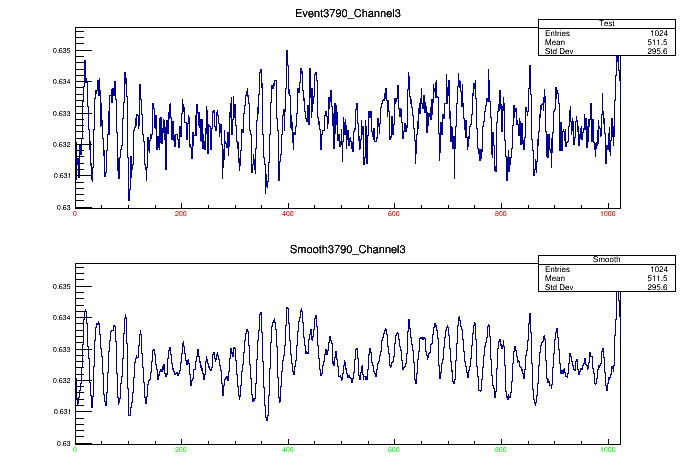 Event3790_Channel3
Test
Entries 1024
Mean 511.5
Std Dev 295.6
0.635
0.634
0.633
0.632
0.631
0.63
0 200 400 600 800 1000
Smooth3790_Channel3
Smooth
Entries 1024
Mean 511.5
Std Dev 295.6
0.635
0.634
0.633
0.632
0.631
0.63
0 200 400 600 800 1000